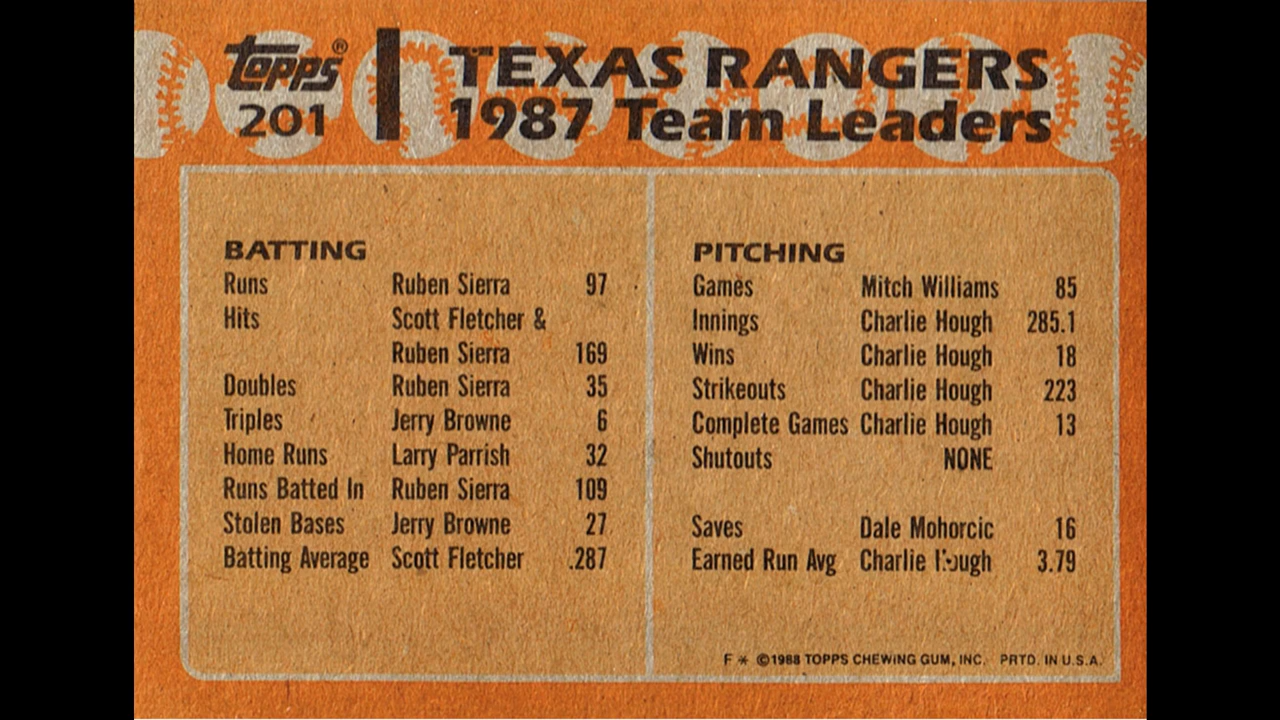 topps® TEXAS RANGERS
201 1987 Team Leaders
BATTING
Runs Ruben Sierra 97
Hits Scott Fletcher &
Ruben Sierra 169
Doubles Ruben Sierra 35
Triples Jerry Browne 6
Home Runs Larry Parrish 32
Runs Batted In Ruben Sierra 109
Stolen Bases Jerry Browne 27
Batting Average Scott Fletcher .287
PITCHING
Games Mitch Williams 85
Innings Charlie Hough 285.1
Wins Charlie Hough 18
Strikeouts Charlie Hough 223
Complete Games Charlie Hough 13
Shutouts NONE
Saves Dale Mohorcic 16
Earned Run Avg Charlie Hough 3.79
F * ©1988 TOPPS CHEWING GUM, INC. PRTD. IN U.S.A.